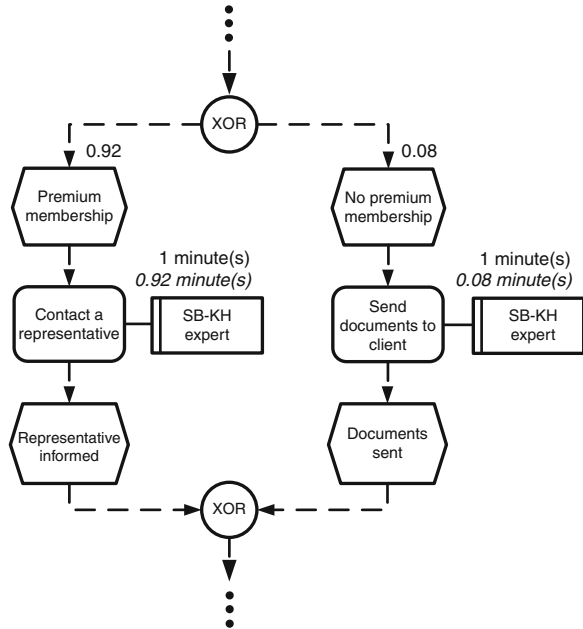 XOR
0.92
0.08
Premium
membership
No premium
membership
1 minute(s)
0.92 minute(s)
1 minute(s)
0.08 minute(s)
Contact a
representative
SB-KH
expert
Send
documents to
client
SB-KH
expert
Representative
informed
Documents
sent
XOR